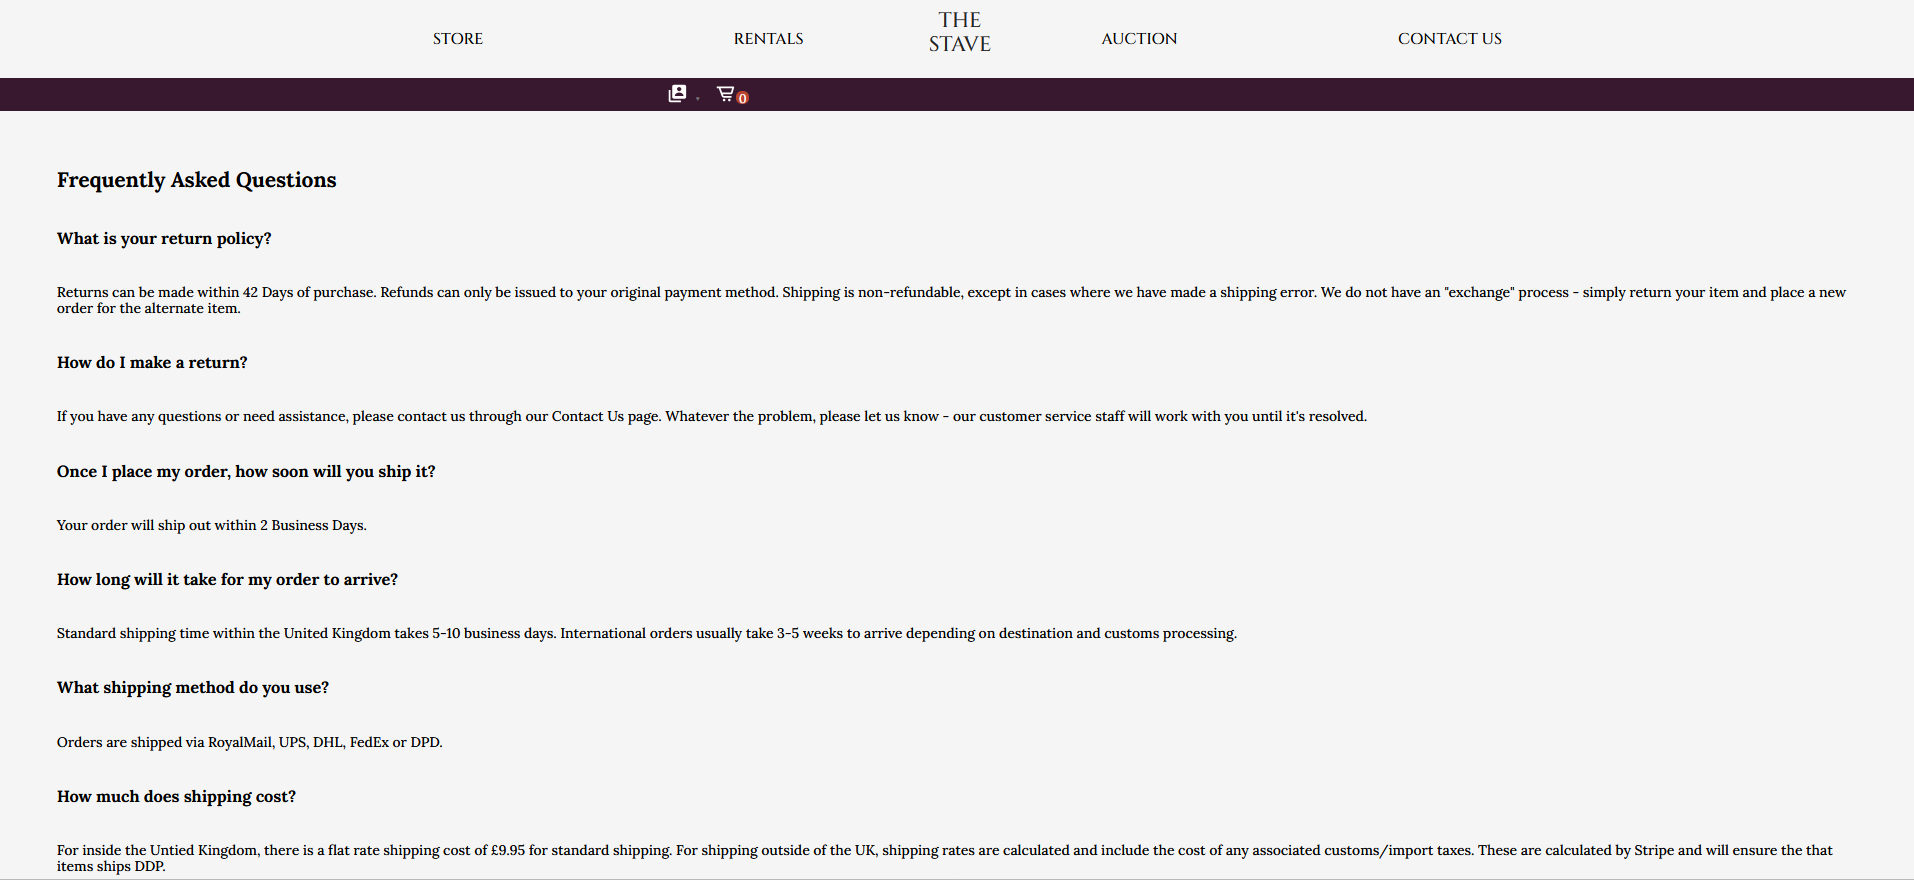 STORE
RENTALS
THE
STAVE
AUCTION
CONTACT US
0
Frequently Asked Questions
What is your return policy?
Returns can be made within 42 Days of purchase. Refunds can only be issued to your original payment method. Shipping is non-refundable, except in cases where we have made a shipping error. We do not have an "exchange" process - simply return your item and place a new
order for the alternate item.
How do I make a return?
If you have any questions or need assistance, please contact us through our Contact Us page. Whatever the problem, please let us know - our customer service staff will work with you until it's resolved.
Once I place my order, how soon will you ship it?
Your order will ship out within 2 Business Days.
How long will it take for my order to arrive?
Standard shipping time within the United Kingdom takes 5-10 business days. International orders usually take 3-5 weeks to arrive depending on destination and customs processing.
What shipping method do you use?
Orders are shipped via RoyalMail, UPS, DHL, FedEx or DPD.
How much does shipping cost?
For inside the Untied Kingdom, there is a flat rate shipping cost of £9.95 for standard shipping. For shipping outside of the UK, shipping rates are calculated and include the cost of any associated customs/import taxes. These are calculated by Stripe and will ensure the that
items ships DDP.